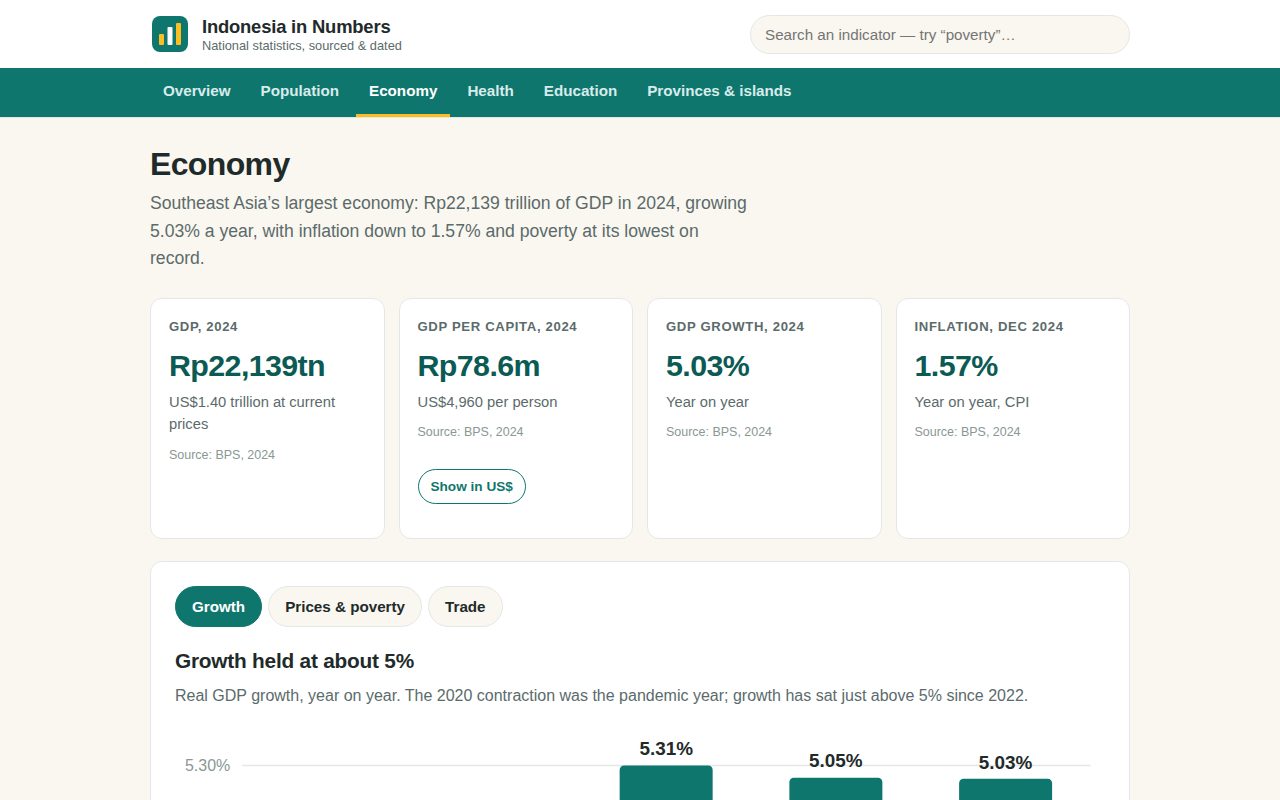 Indonesia in Numbers
National statistics, sourced & dated
Search an indicator — try “poverty”…
Overview
Population
Economy
Health
Education
Provinces & islands
Economy
Southeast Asia’s largest economy: Rp22,139 trillion of GDP in 2024, growing
5.03% a year, with inflation down to 1.57% and poverty at its lowest on
record.
GDP, 2024
Rp22,139tn
US$1.40 trillion at current
prices
Source: BPS, 2024
GDP PER CAPITA, 2024
Rp78.6m
US$4,960 per person
Source: BPS, 2024
Show in US$
GDP GROWTH, 2024
5.03%
Year on year
Source: BPS, 2024
INFLATION, DEC 2024
1.57%
Year on year, CPI
Source: BPS, 2024
Growth
Prices & poverty
Trade
Growth held at about 5%
Real GDP growth, year on year. The 2020 contraction was the pandemic year; growth has sat just above 5% since 2022.
5.30%
5.31%
5.05%
5.03%